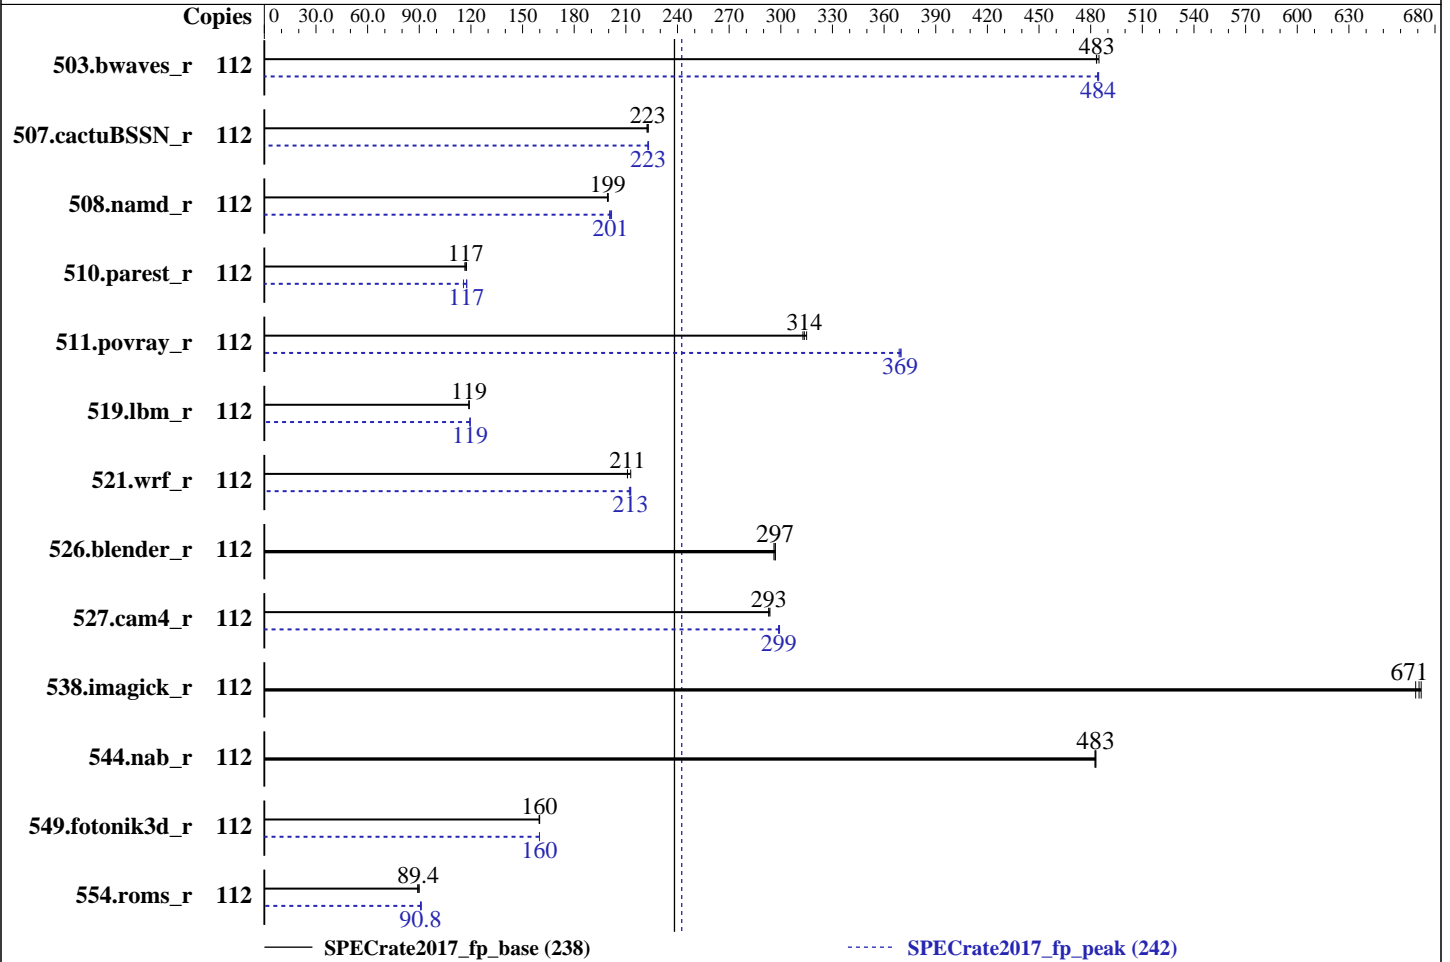 Copies 0 30.0 60.0 90.0 120 150 180 210 240 270 300 330 360 390 420 450 480 510 540 570 600 630 680
503.bwaves_r 112 483
484
507.cactuBSSN_r 112 223
223
508.namd_r 112 199
201
510.parest_r 112 117
117
511.povray_r 112 314
369
519.lbm_r 112 119
119
521.wrf_r 112 211
213
526.blender_r 112 297
527.cam4_r 112 293
299
538.imagick_r 112 671
544.nab_r 112 483
549.fotonik3d_r 112 160
160
554.roms_r 112 89.4
90.8
SPECrate2017_fp_base (238) SPECrate2017_fp_peak (242)